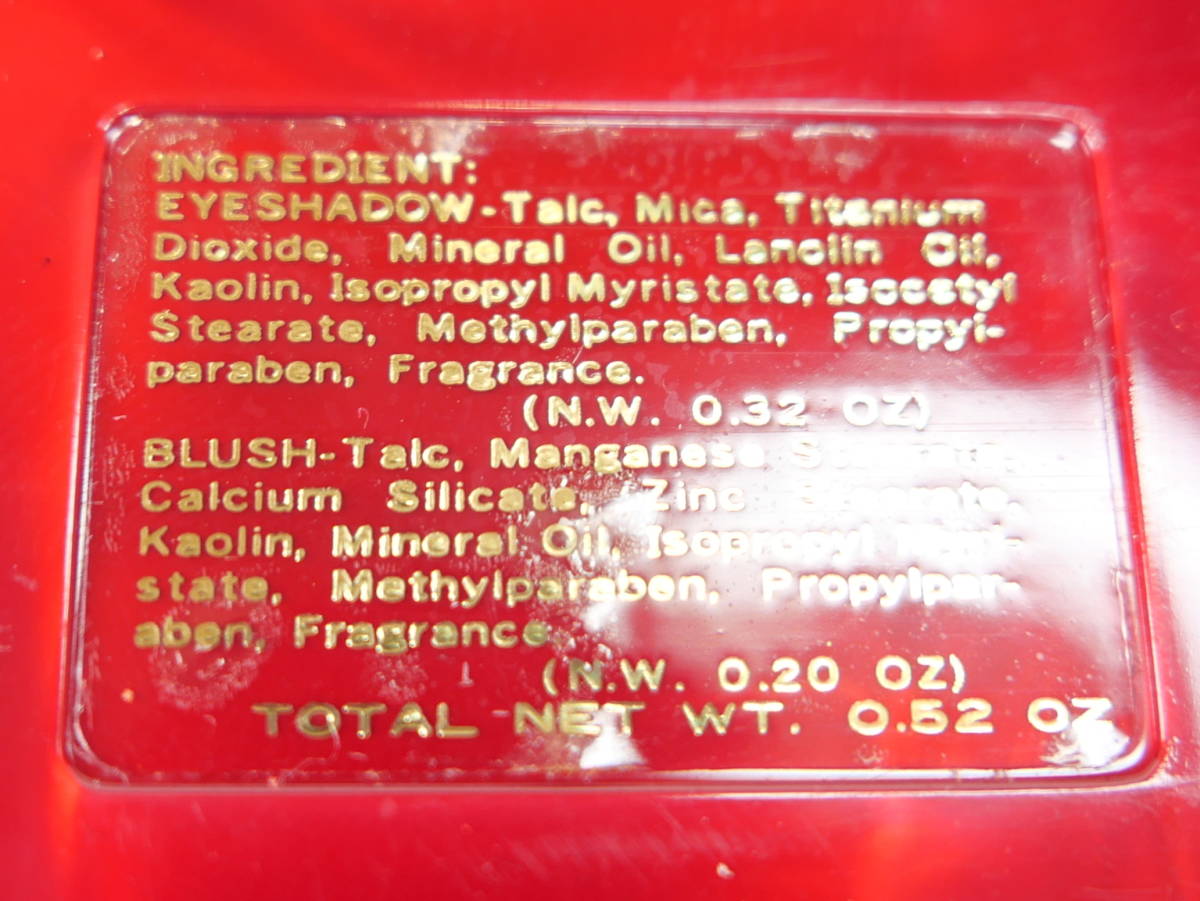 INGREDIENT:
EYESHADOW-Talc, Mica, Titanium
Dioxide, Mineral Oil, Lanolin Oil,
Kaolin, Isopropyl Myristate, Isocetyl
Stearate, Methylparaben, Propyl-
paraben, Fragrance.
(N.W. 0.32 OZ)
BLUSH-Talc, Manganese
Calcium Silicate, Zinc
Kaolin, Mineral Oil, Isopropyl Myri-
state, Methylparaben, Propylpar-
aben, Fragrance
(N.W. 0.20 OZ)
TOTAL NET WT. 0.52 OZ